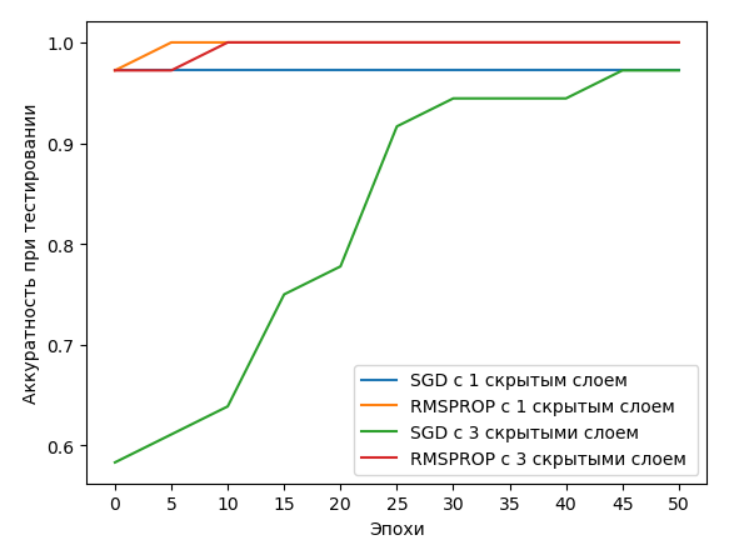 1.0
0.9
0.8
0.7
0.6
Аккуратность при тестировании
SGD с 1 скрытым слоем
RMSPROP с 1 скрытым слоем
SGD с 3 скрытыми слоем
RMSPROP с 3 скрытыми слоем
0 5 10 15 20 25 30 35 40 45 50
Эпохи